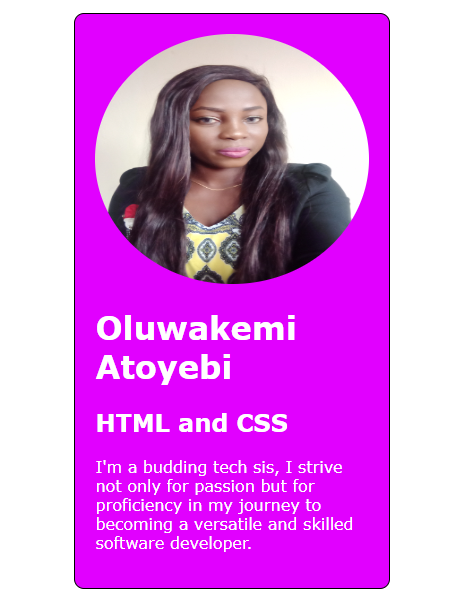 Oluwakemi
Atoyebi
HTML and CSS
I'm a budding tech sis, I strive
not only for passion but for
proficiency in my journey to
becoming a versatile and skilled
software developer.